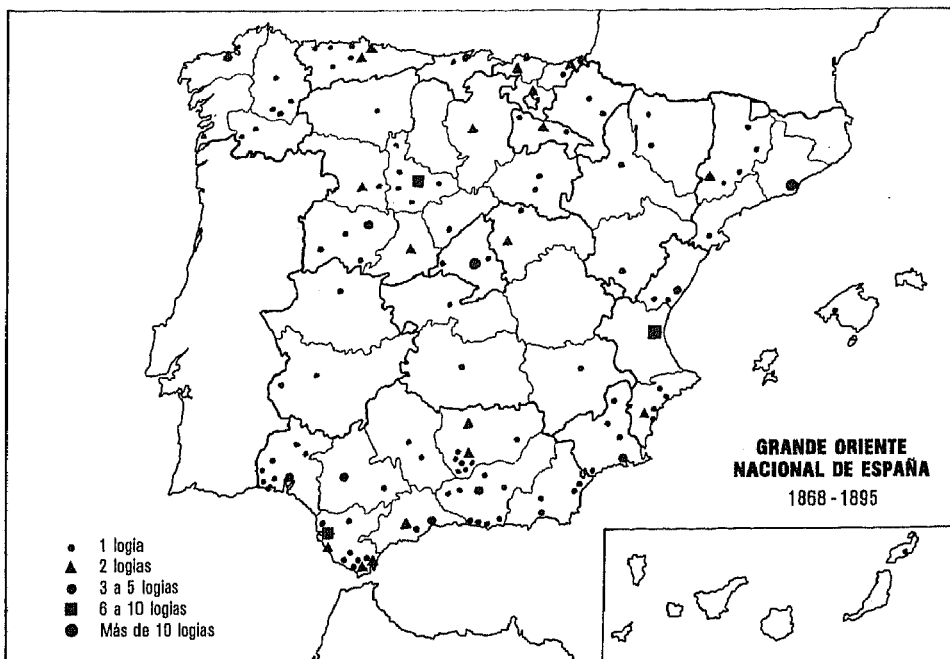 GRANDE ORIENTE
NACIONAL DE ESPAÑA
1868 - 1895
1 logia
2 logias
3 a 5 logias
6 a 10 logias
Más de 10 logias